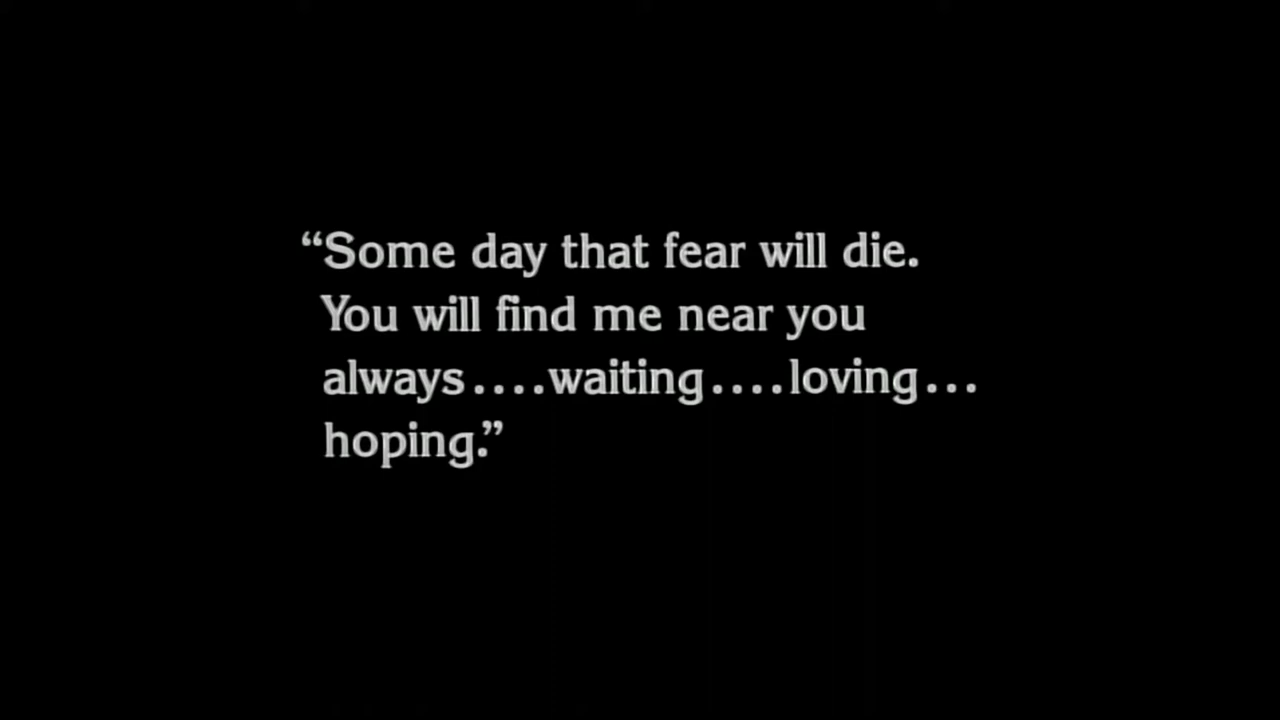 “Some day that fear will die.
You will find me near you
always....waiting....loving...
hoping.”